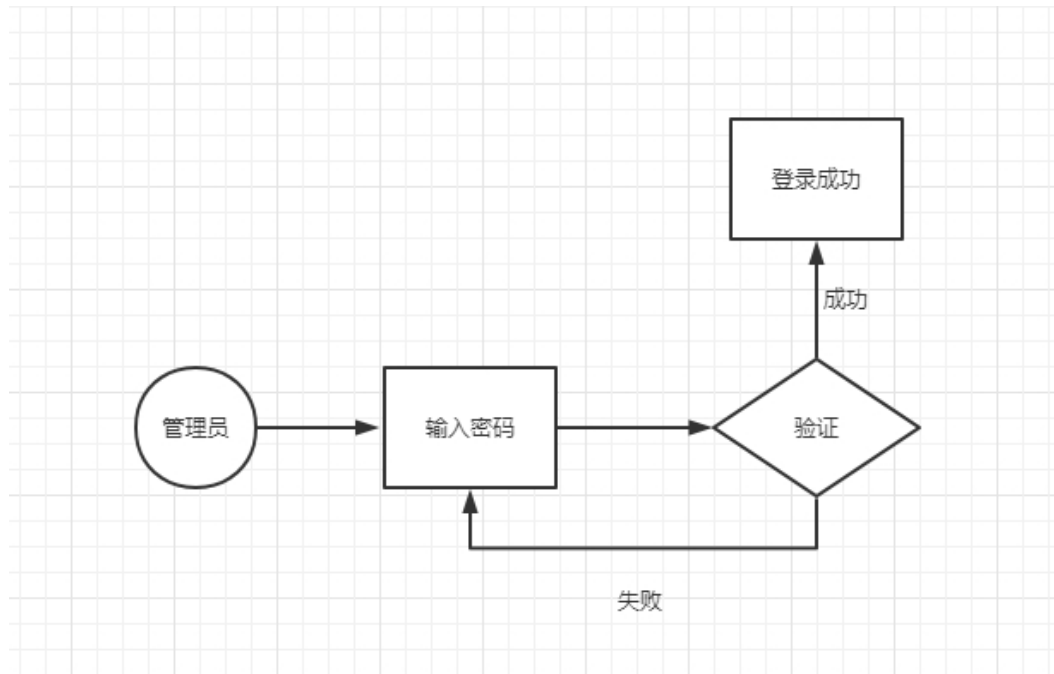 登录成功
成功
管理员
输入密码
验证
失败